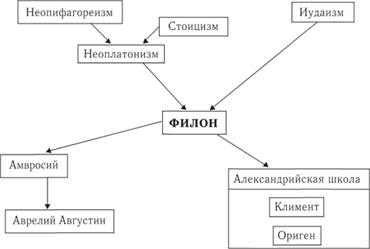 Неопифагореизм
Стоицизм
Иудаизм
Неоплатонизм
ФИЛОН
Амвросий
Александрийская школа
Климент
Аврелий Августин
Ориген